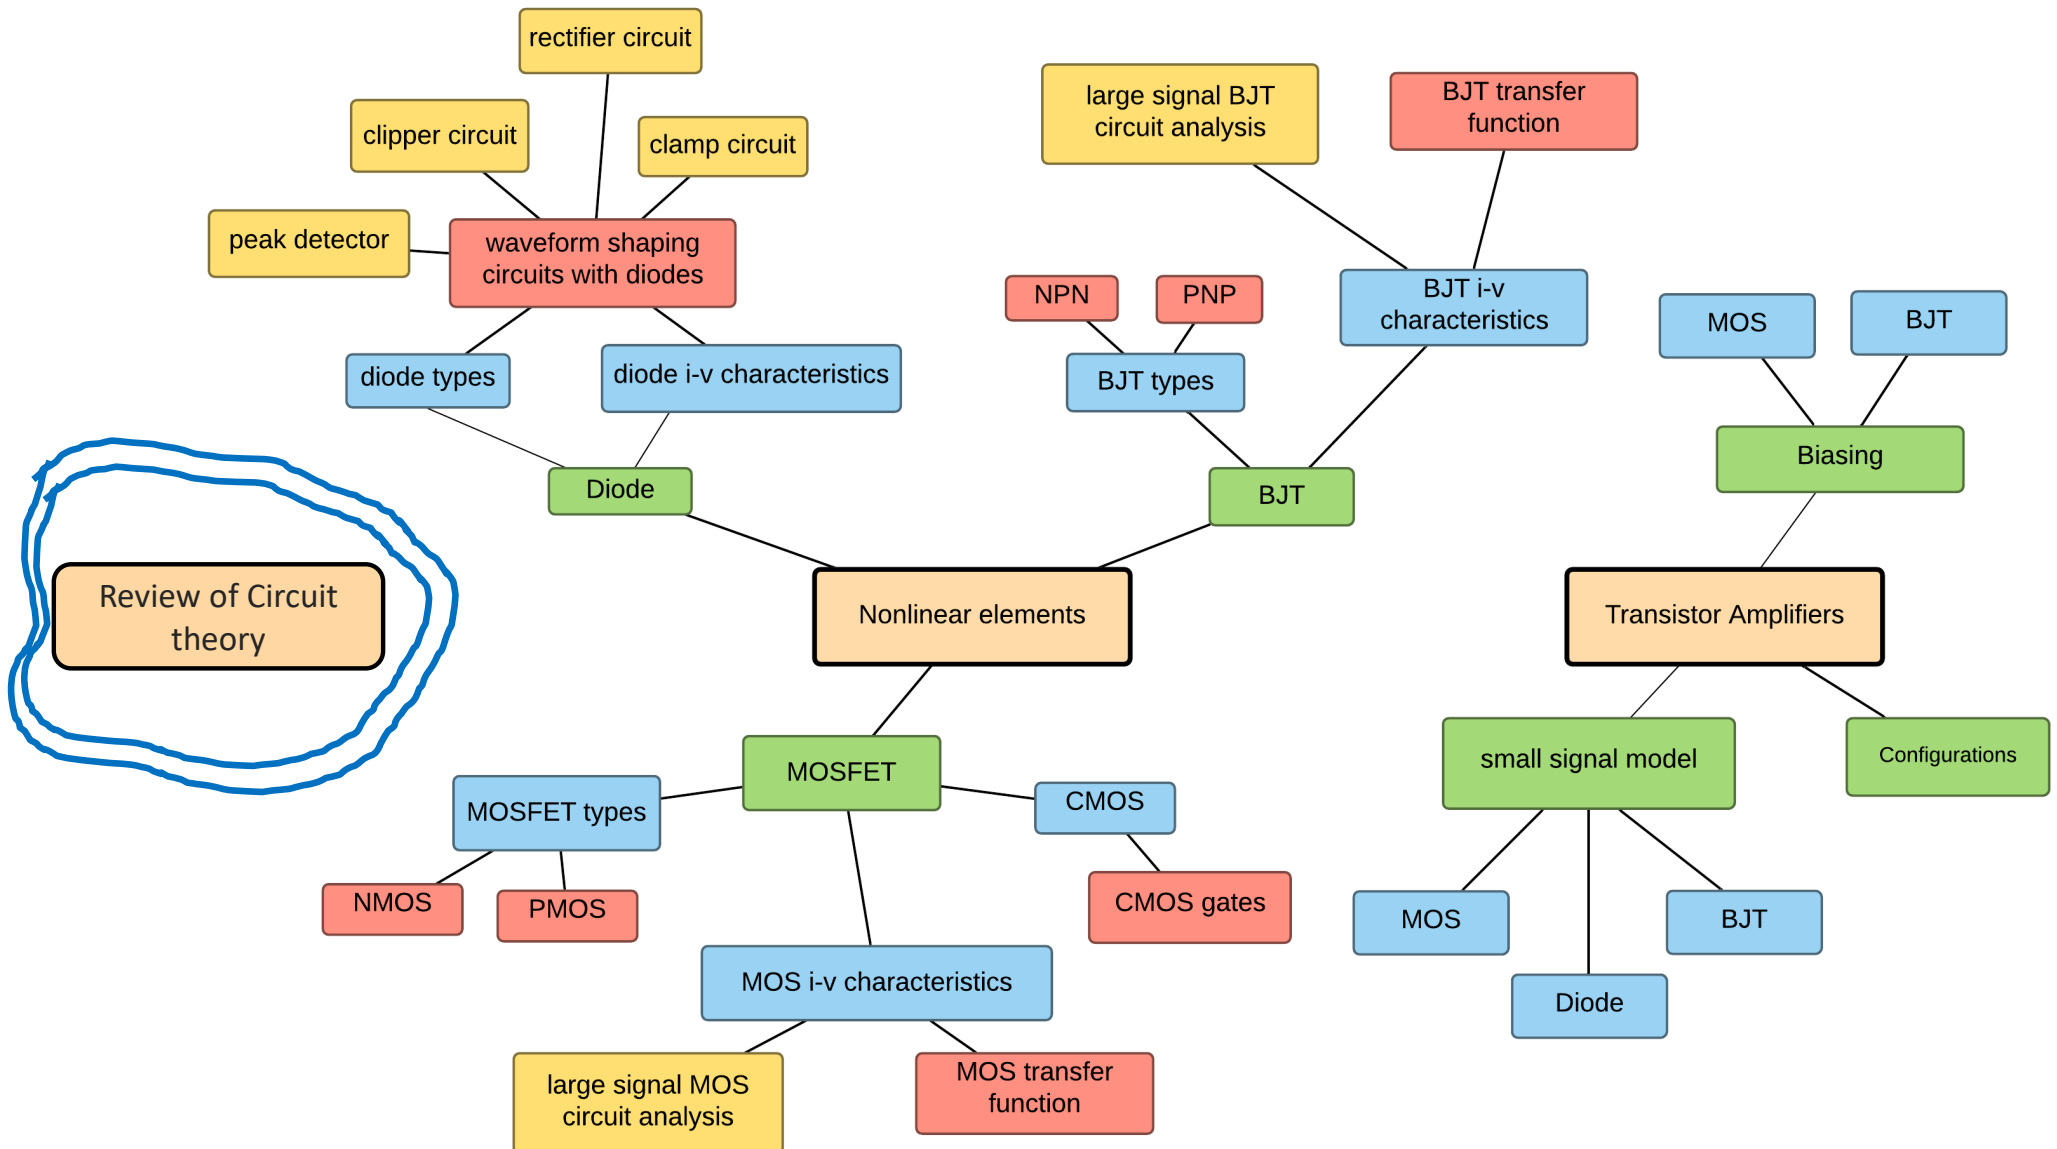 rectifier circuit
clipper circuit
clamp circuit
peak detector
waveform shaping
circuits with diodes
diode types
diode i-v characteristics
Diode
large signal BJT
circuit analysis
BJT transfer
function
NPN
PNP
BJT i-v
characteristics
BJT types
BJT
MOS
BJT
Biasing
Review of Circuit
theory
Nonlinear elements
Transistor Amplifiers
MOSFET
MOSFET types
CMOS
NMOS
PMOS
CMOS gates
MOS i-v characteristics
large signal MOS
circuit analysis
MOS transfer
function
small signal model
Configurations
MOS
BJT
Diode